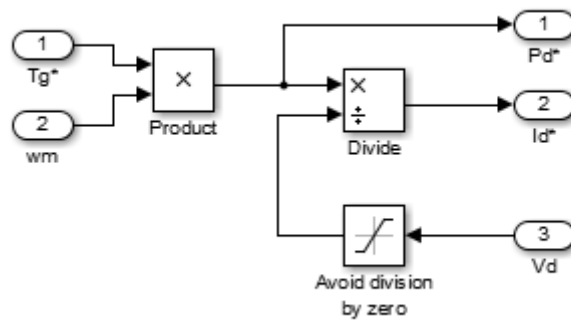 1
Tg*
2
wm
×
Product
×
÷
Divide
1
Pd*
2
Id*
3
Vd
Avoid division
by zero